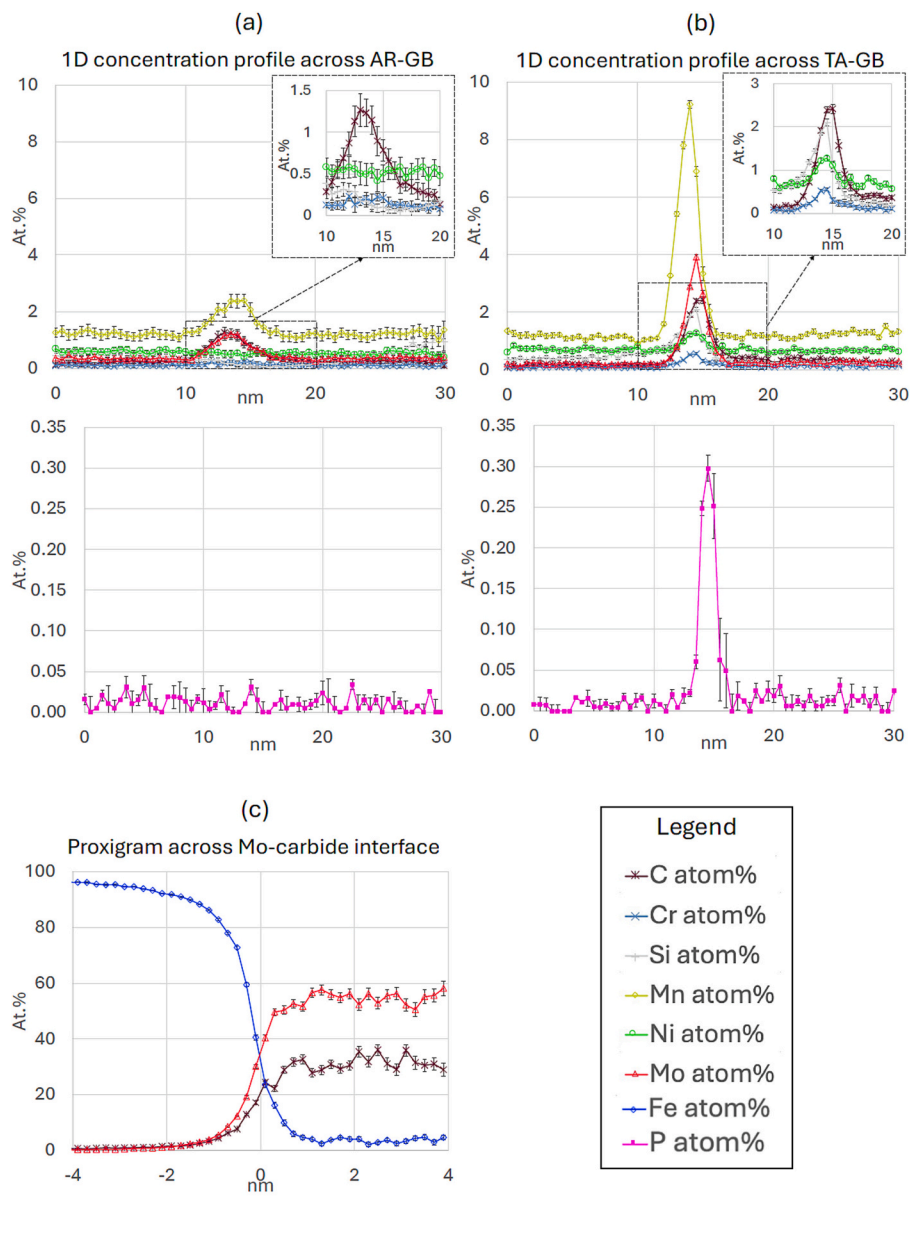 (a)
1D concentration profile across AR-GB
10
8
6
4
2
0
At.%
0
10
20
30
nm
1.5
1
0.5
0
At.%
10
15
20
nm
(b)
1D concentration profile across TA-GB
10
8
6
4
2
0
At.%
0
10
20
30
nm
3
2
1
0
At.%
10
15
20
nm
0.35
0.30
0.25
0.20
0.15
0.10
0.05
0.00
At.%
0
10
20
30
nm
0.35
0.30
0.25
0.20
0.15
0.10
0.05
0.00
At.%
0
10
20
30
nm
(c)
Proxigram across Mo-carbide interface
100
80
60
40
20
0
At.%
-4
-2
0
2
4
nm
Legend
C atom%
Cr atom%
Si atom%
Mn atom%
Ni atom%
Mo atom%
Fe atom%
P atom%